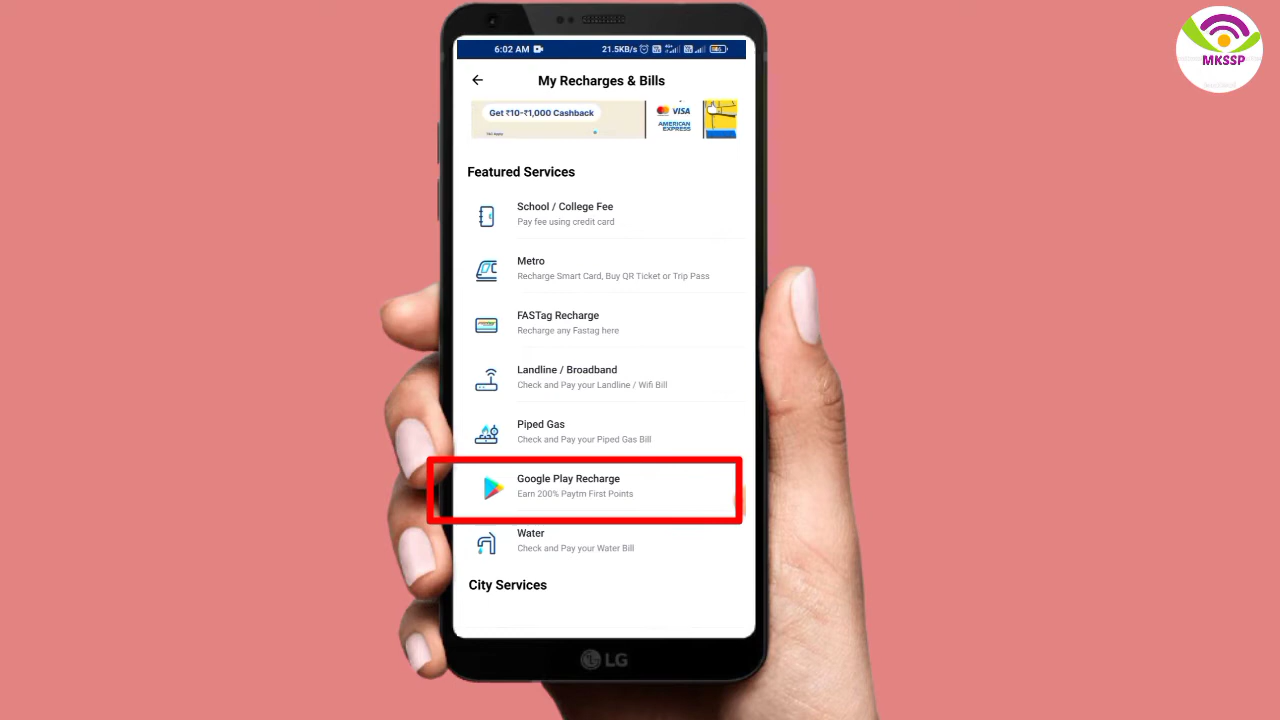 MKSSP
6:02 AM
21.5KB/s
My Recharges & Bills
Get ₹10-₹1,000 Cashback
VISA
AMERICAN
EXPRESS
T&C Apply
Featured Services
School / College Fee
Pay fee using credit card
Metro
Recharge Smart Card, Buy QR Ticket or Trip Pass
FASTag Recharge
Recharge any Fastag here
Landline / Broadband
Check and Pay your Landline / Wifi Bill
Piped Gas
Check and Pay your Piped Gas Bill
Google Play Recharge
Earn 200% Paytm First Points
Water
Check and Pay your Water Bill
City Services
LG